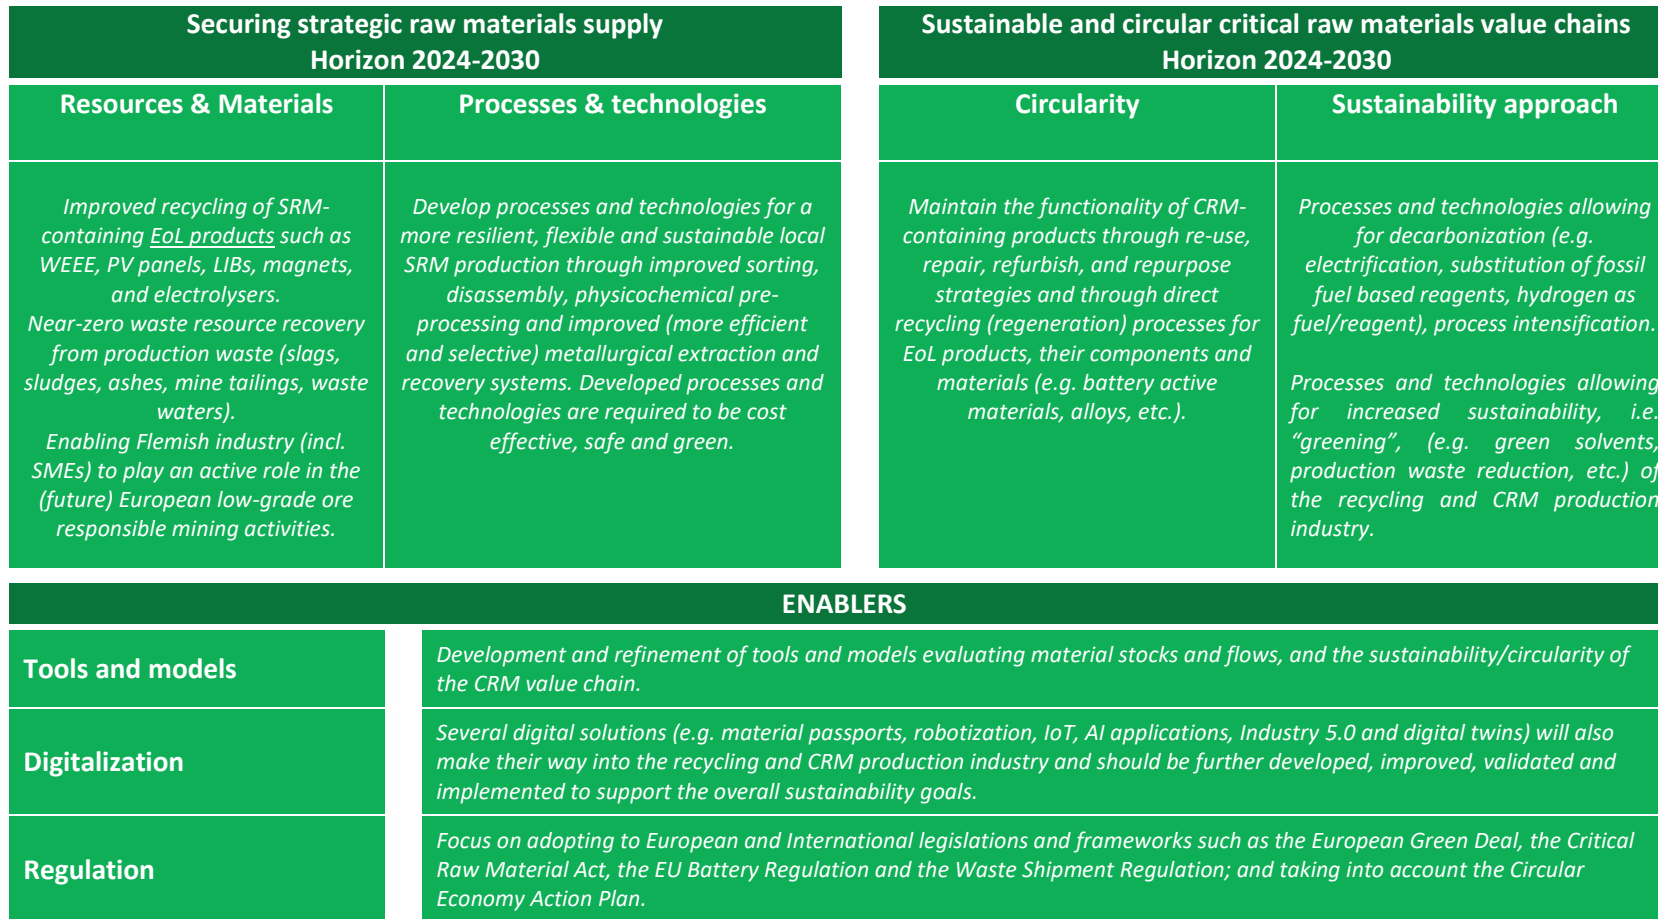 Securing strategic raw materials supply
Horizon 2024-2030
Resources & Materials
Processes & technologies
Improved recycling of SRM-
containing EoL products such as
WEEE, PV panels, LIBs, magnets,
and electrolysers.
Near-zero waste resource recovery
from production waste (slags,
sludges, ashes, mine tailings, waste
waters).
Enabling Flemish industry (incl.
SMEs) to play an active role in the
(future) European low-grade ore
responsible mining activities.
Develop processes and technologies for a
more resilient, flexible and sustainable local
SRM production through improved sorting,
disassembly, physicochemical pre-
processing and improved (more efficient
and selective) metallurgical extraction and
recovery systems. Developed processes and
technologies are required to be cost
effective, safe and green.
Sustainable and circular critical raw materials value chains
Horizon 2024-2030
Circularity
Sustainability approach
Maintain the functionality of CRM-
containing products through re-use,
repair, refurbish, and repurpose
strategies and through direct
recycling (regeneration) processes for
EoL products, their components and
materials (e.g. battery active
materials, alloys, etc.).
Processes and technologies allowing
for decarbonization (e.g.
electrification, substitution of fossil
fuel based reagents, hydrogen as
fuel/reagent), process intensification.
Processes and technologies allowing
for increased sustainability, i.e.
“greening”, (e.g. green solvents,
production waste reduction, etc.) of
the recycling and CRM production
industry.
ENABLERS
Tools and models
Development and refinement of tools and models evaluating material stocks and flows, and the sustainability/circularity of
the CRM value chain.
Digitalization
Several digital solutions (e.g. material passports, robotization, IoT, AI applications, Industry 5.0 and digital twins) will also
make their way into the recycling and CRM production industry and should be further developed, improved, validated and
implemented to support the overall sustainability goals.
Regulation
Focus on adopting to European and International legislations and frameworks such as the European Green Deal, the Critical
Raw Material Act, the EU Battery Regulation and the Waste Shipment Regulation; and taking into account the Circular
Economy Action Plan.